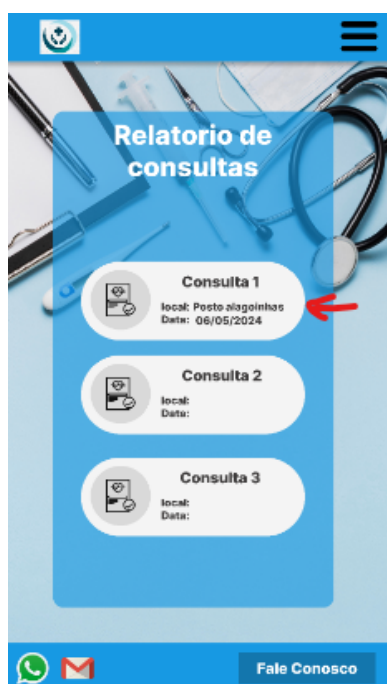 Relatorio de
consultas
Consulta 1
local: Posto alagoinhas
Data: 06/05/2024
Consulta 2
local:
Data:
Consulta 3
local:
Data:
Fale Conosco